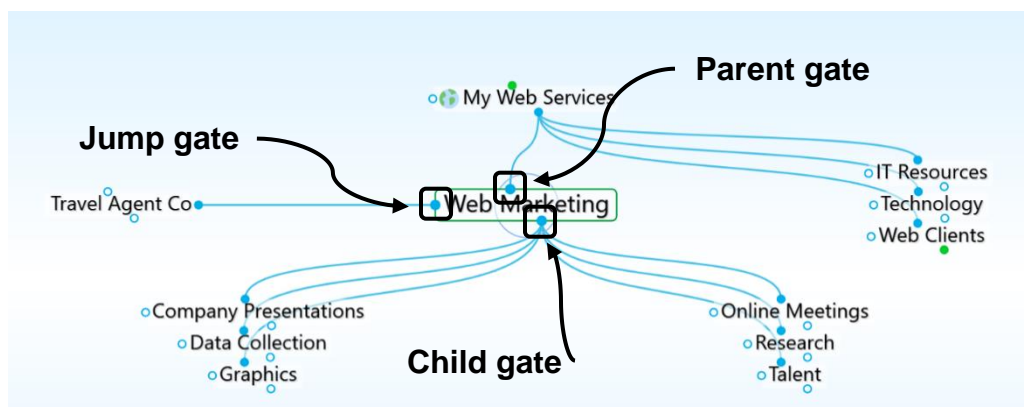 Parent gate
My Web Services
Jump gate
IT Resources
Travel Agent Co
Web Marketing
Technology
Web Clients
Company Presentations
Online Meetings
Data Collection
Research
Child gate
Graphics
Talent